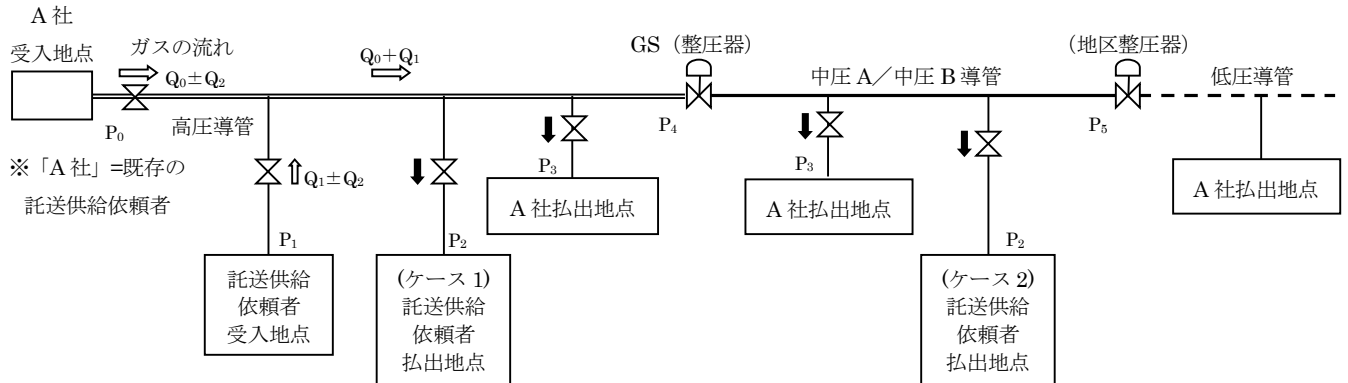 A 社
受入地点
ガスの流れ
Q₀±Q₂
Q₀＋Q₁
GS（整圧器）
（地区整圧器）
中圧 A／中圧 B 導管
低圧導管
P₀
高圧導管
P₄
P₅
※「A 社」=既存の
託送供給依頼者
Q₁±Q₂
P₃
A 社払出地点
P₃
A 社払出地点
A 社払出地点
P₁
託送供給
依頼者
受入地点
P₂
(ケース 1)
託送供給
依頼者
払出地点
P₂
(ケース 2)
託送供給
依頼者
払出地点